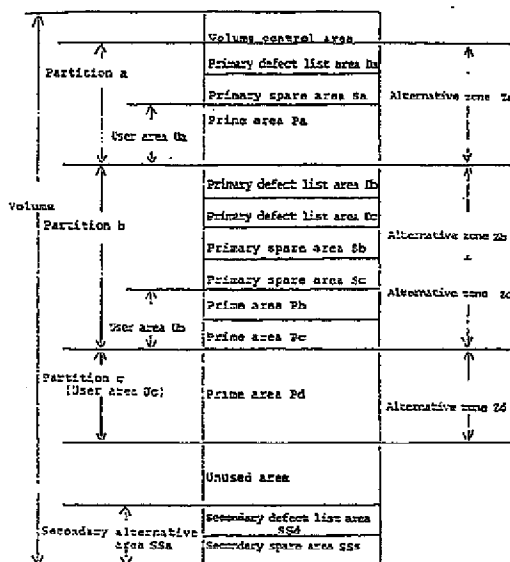 Volume control area
Primary defect list area Da
Partition a
Primary spare area Sa
Alternative zone Za
Prime area Pa
User area Ua
Primary defect list area Db
Primary defect list area Dc
Volume
Partition b
Alternative zone Zb
Primary spare area Sb
Primary spare area Sc
Alternative zone Zc
Prime area Pb
User area Ub
Prime area Pc
Partition c
(User area Uc)
Prime area Pd
Alternative zone Zd
Unused area
Secondary defect list area
SSd
Secondary alternative
area SSa
Secondary spare area SSs